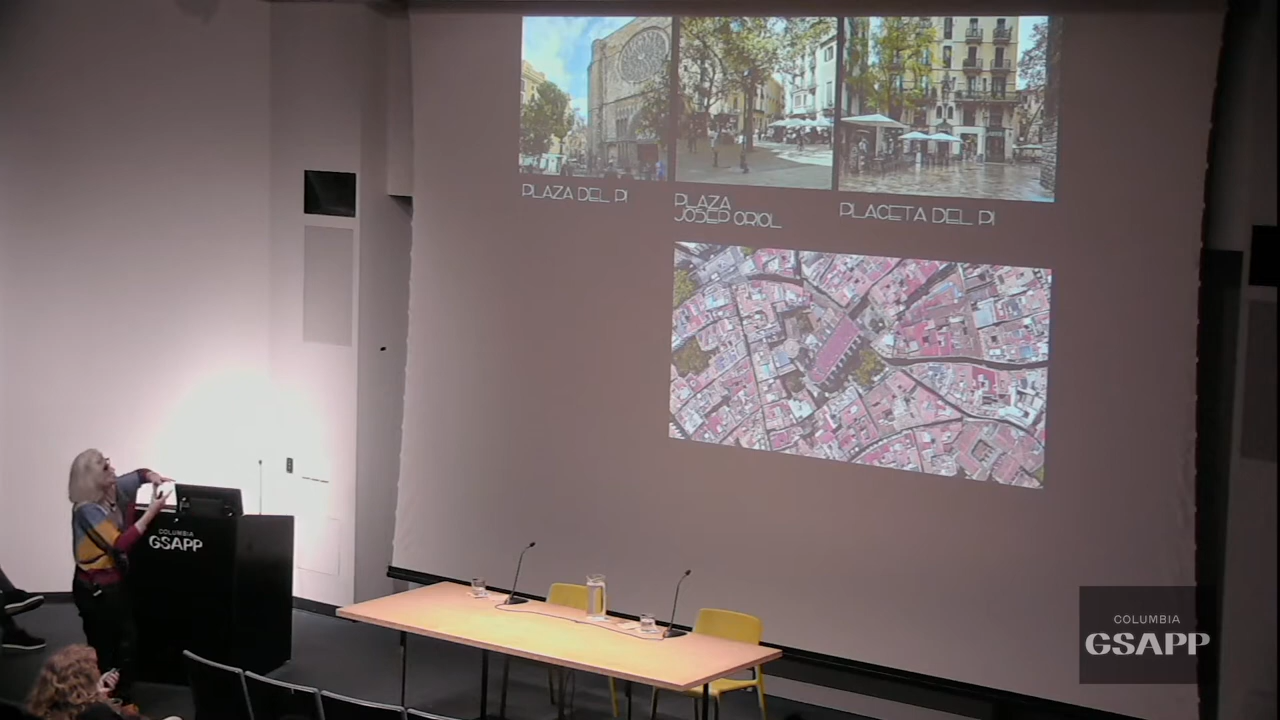 PLAZA DEL PI
PLAZA
JOSEP ORIOL
PLACETA DEL PI
COLUMBIA
GSAPP
COLUMBIA
GSAPP